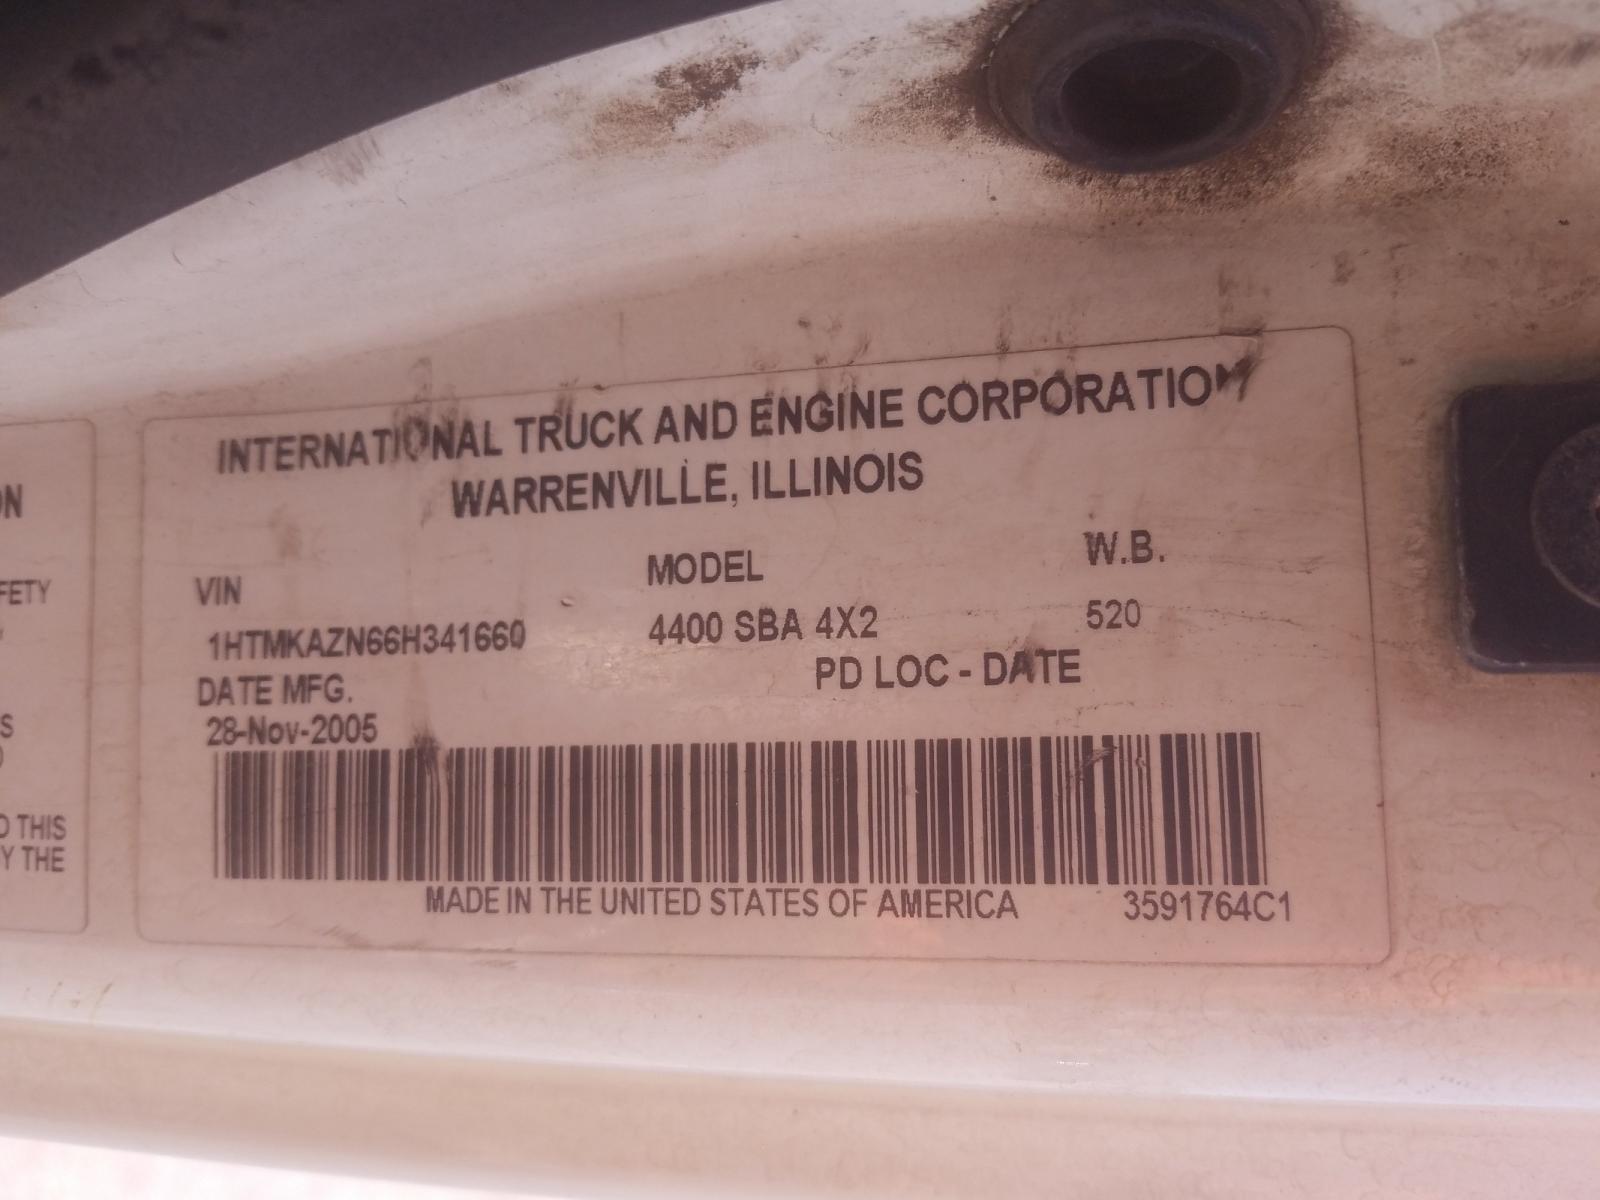 ON
FETY
S
O THIS
Y THE
INTERNATIONAL TRUCK AND ENGINE CORPORATION
WARRENVILLE, ILLINOIS
VIN MODEL W.B.
1HTMKAZN66H341660 4400 SBA 4X2 520
DATE MFG. PD LOC - DATE
28-Nov-2005
MADE IN THE UNITED STATES OF AMERICA 3591764C1